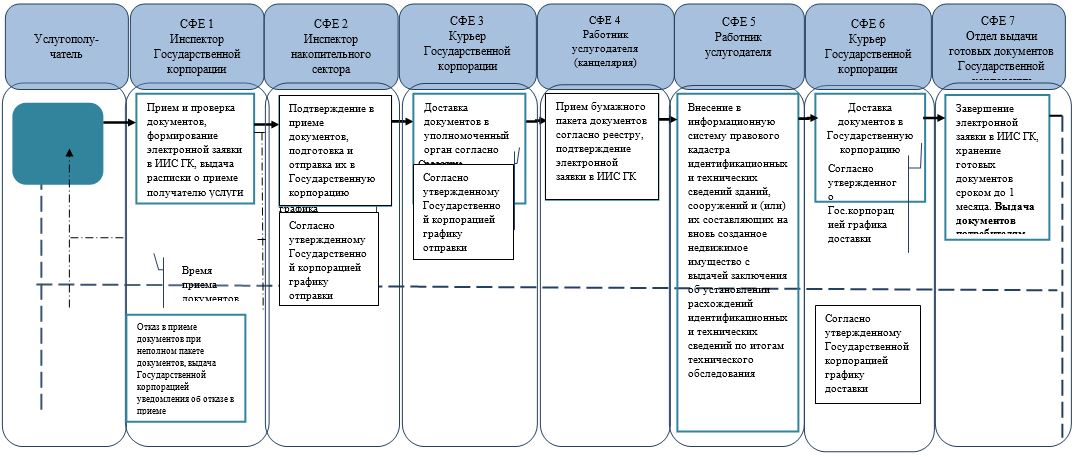 Услугополу-
чатель
СФЕ 1
Инспектор
Государственной
корпорации
СФЕ 2
Инспектор
накопительного
сектора
СФЕ 3
Курьер
Государственной
корпорации
СФЕ 4
Работник
услугодателя
(канцелярия)
СФЕ 5
Работник
услугодателя
СФЕ 6
Курьер
Государственной
корпорации
СФЕ 7
Отдел выдачи
готовых документов
Государственной
Прием и проверка
документов,
формирование
электронной заявки
в ИИС ГК, выдача
расписки о приеме
получателю услуги
Время
приема
документов
Отказ в приеме
документов при
неполном пакете
документов, выдача
Государственной
корпорацией
уведомления об отказе в
приеме
Подтверждение в
приеме
документов,
подготовка и
отправка их в
Государственную
корпорацию
графика
Согласно
утвержденному
Государственно
й корпорацией
графику
отправки
Доставка
документов в
уполномоченный
орган согласно
Согласно
утвержденному
Государственно
й корпорацией
графику
отправки
Прием бумажного
пакета документов
согласно реестру,
подтверждение
электронной
заявки в ИИС ГК
Внесение в
информационную
систему правового
кадастра
идентификационных
и технических
сведений зданий,
сооружений и (или)
их составляющих на
вновь созданное
недвижимое
имущество с
выдачей заключения
об установлении
расхождений
идентификационных
и технических
сведений по итогам
технического
обследования
Доставка
документов в
Государственную
корпорацию
Согласно
утвержденног
о
Гос.корпорац
ией графика
доставки
Согласно
утвержденному
Государственной
корпорацией
графику
доставки
Завершение
электронной
заявки в ИИС ГК,
хранение
готовых
документов
сроком до 1
месяца. Выдача
документов
потребителям